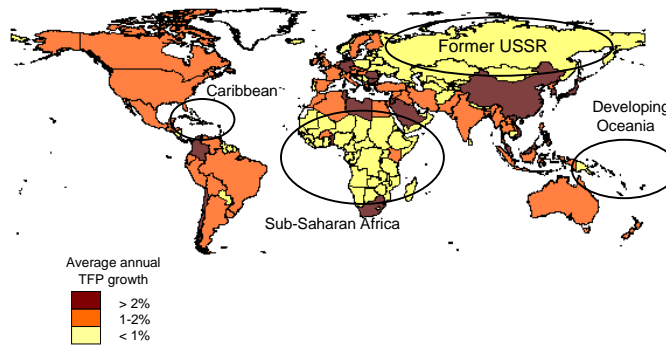 Former USSR
Caribbean
Developing
Oceania
Sub-Saharan Africa
Average annual
TFP growth
> 2%
1-2%
< 1%